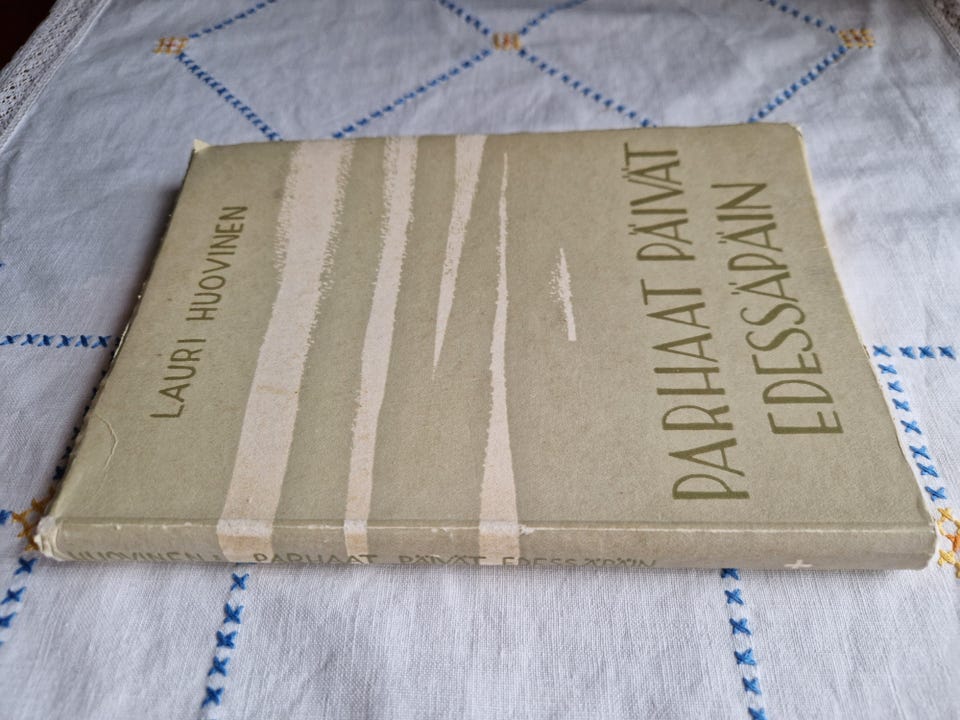 LAURI HUOVINEN
PARHAAT PÄIVÄT
EDESSÄPÄIN
HUOVINEN: PARHAAT PÄIVÄT EDESSÄPÄIN